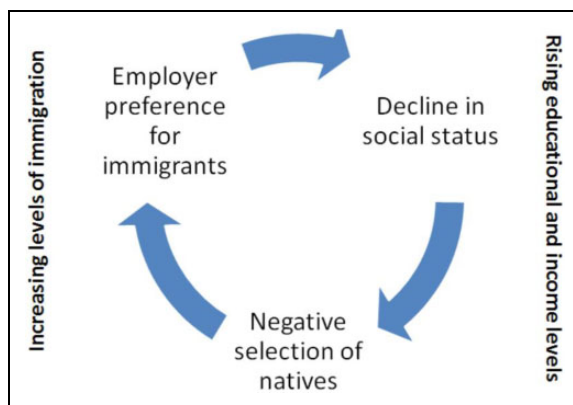 Increasing levels of immigration
Employer
preference
for
immigrants
Decline in
social status
Negative
selection of
natives
Rising educational and income levels